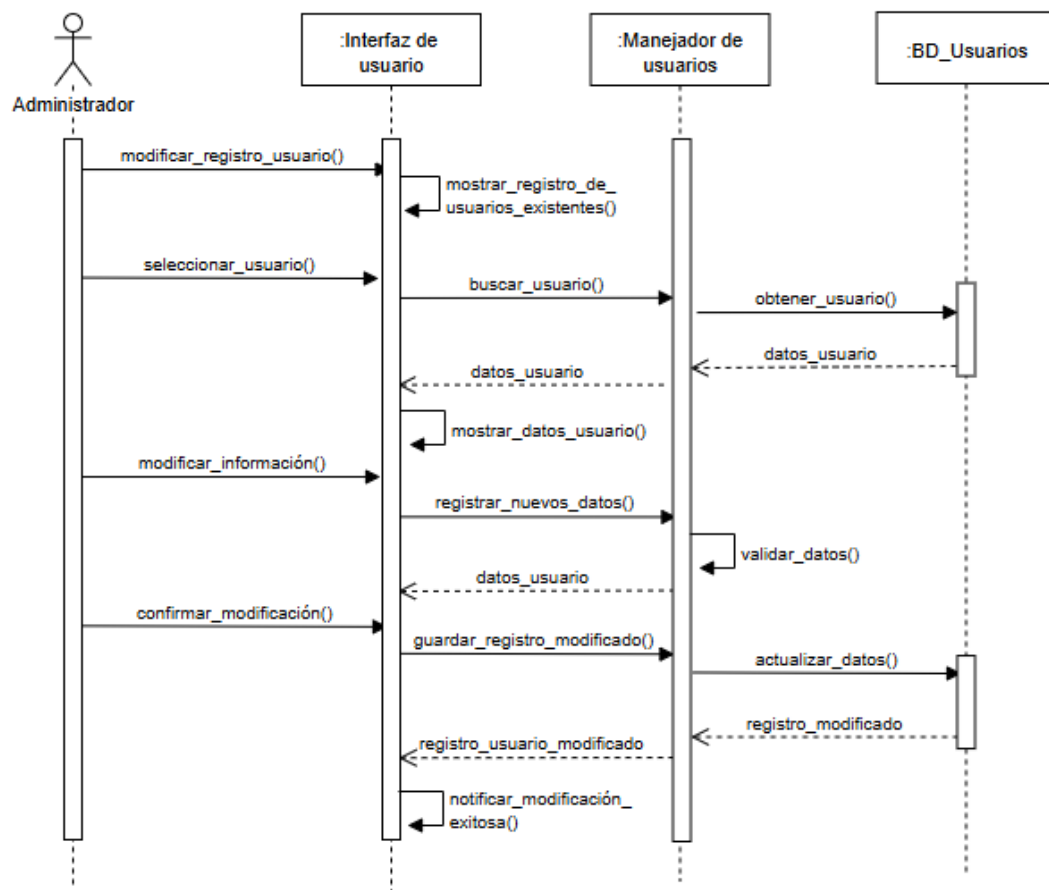 :Interfaz de
usuario
:Manejador de
usuarios
:BD_Usuarios
Administrador
modificar_registro_usuario()
mostrar_registro_de_
usuarios_existentes()
seleccionar_usuario()
buscar_usuario()
obtener_usuario()
datos_usuario
datos_usuario
mostrar_datos_usuario()
modificar_información()
registrar_nuevos_datos()
validar_datos()
datos_usuario
confirmar_modificación()
guardar_registro_modificado()
actualizar_datos()
registro_modificado
registro_usuario_modificado
notificar_modificación_
exitosa()